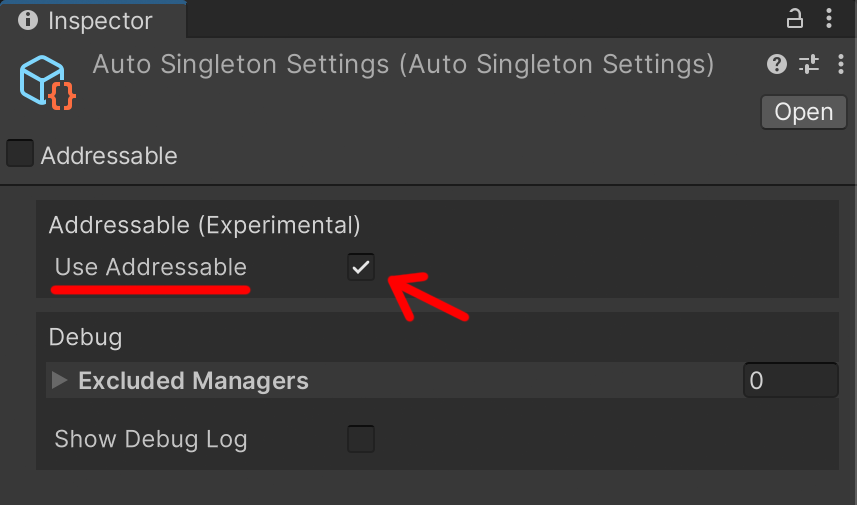 Inspector
Auto Singleton Settings (Auto Singleton Settings)
Open
Addressable
Addressable (Experimental)
Use Addressable
Debug
Excluded Managers 0
Show Debug Log